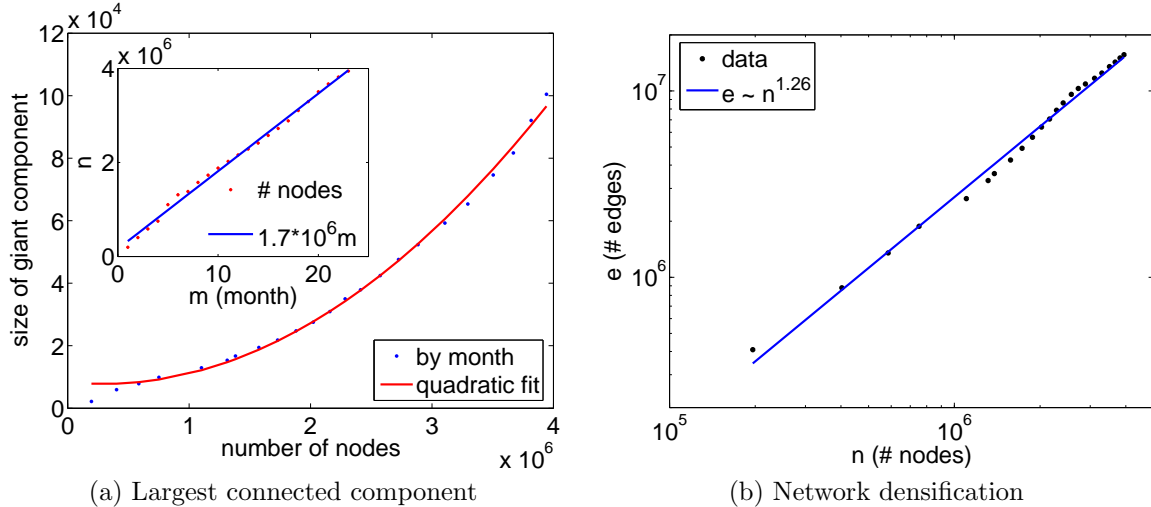 12 x 10^4
10
8
6
4
2
0
size of giant component
0 1 2 3 4
x 10^6
number of nodes
4 x 10^6
2
0
n
0 10 20
m (month)
# nodes
1.7*10^6m
by month
quadratic fit
(a) Largest connected component
10^7
10^6
e (# edges)
data
e ~ n^1.26
10^5 10^6
n (# nodes)
(b) Network densification